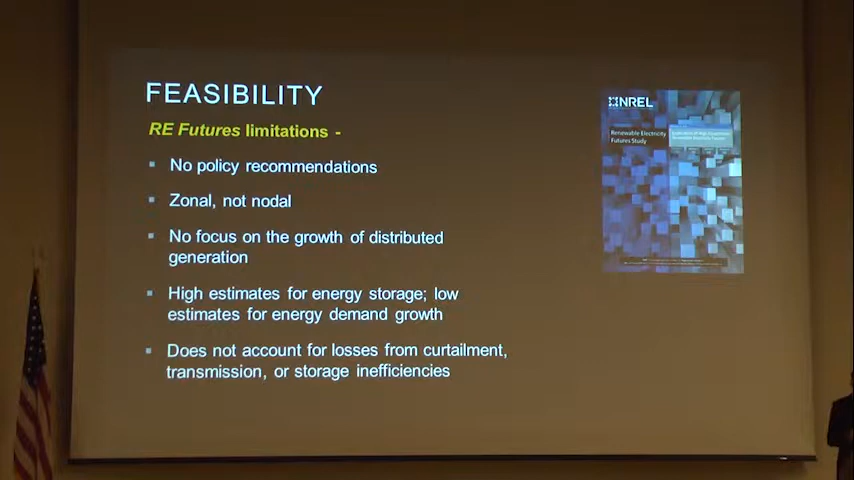 FEASIBILITY
RE Futures limitations -
▪ No policy recommendations
▪ Zonal, not nodal
▪ No focus on the growth of distributed
generation
▪ High estimates for energy storage; low
estimates for energy demand growth
▪ Does not account for losses from curtailment,
transmission, or storage inefficiencies
NREL
Renewable Electricity
Futures Study